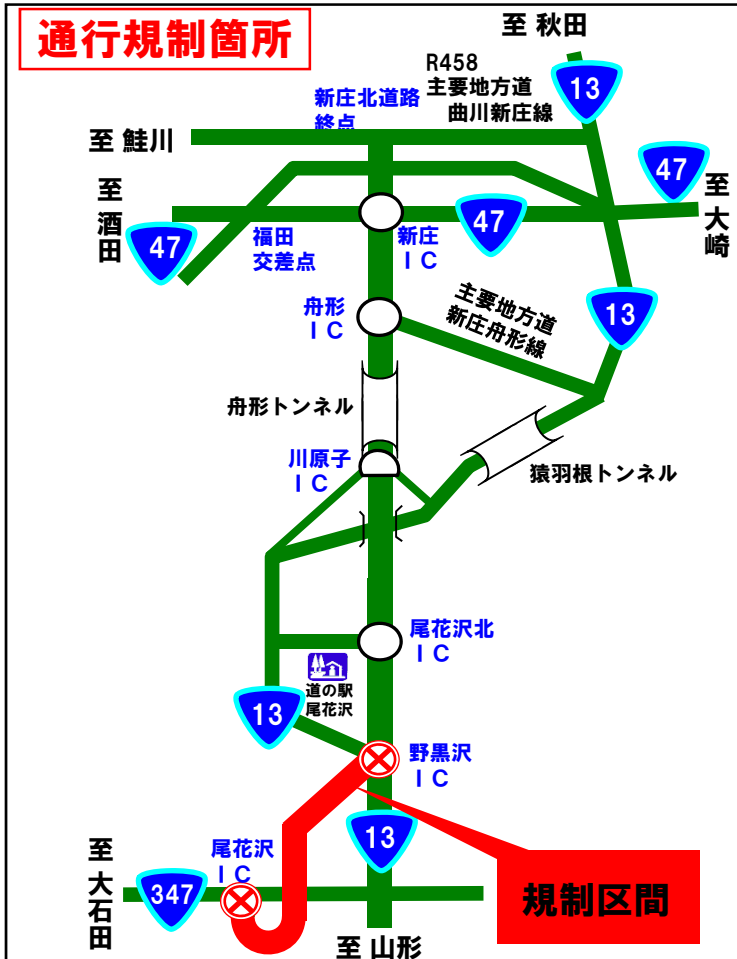 通行規制箇所
至 秋田
R458
主要地方道
曲川新庄線
13
新庄北道路
終点
至 鮭川
47
至 大崎
至 酒田
47
福田
交差点
新庄
ＩＣ
47
舟形
ＩＣ
主要地方道
新庄舟形線
13
舟形トンネル
川原子
ＩＣ
猿羽根トンネル
尾花沢北
ＩＣ
道の駅
尾花沢
13
野黒沢
ＩＣ
13
尾花沢
ＩＣ
至 大石田
347
規制区間
至 山形